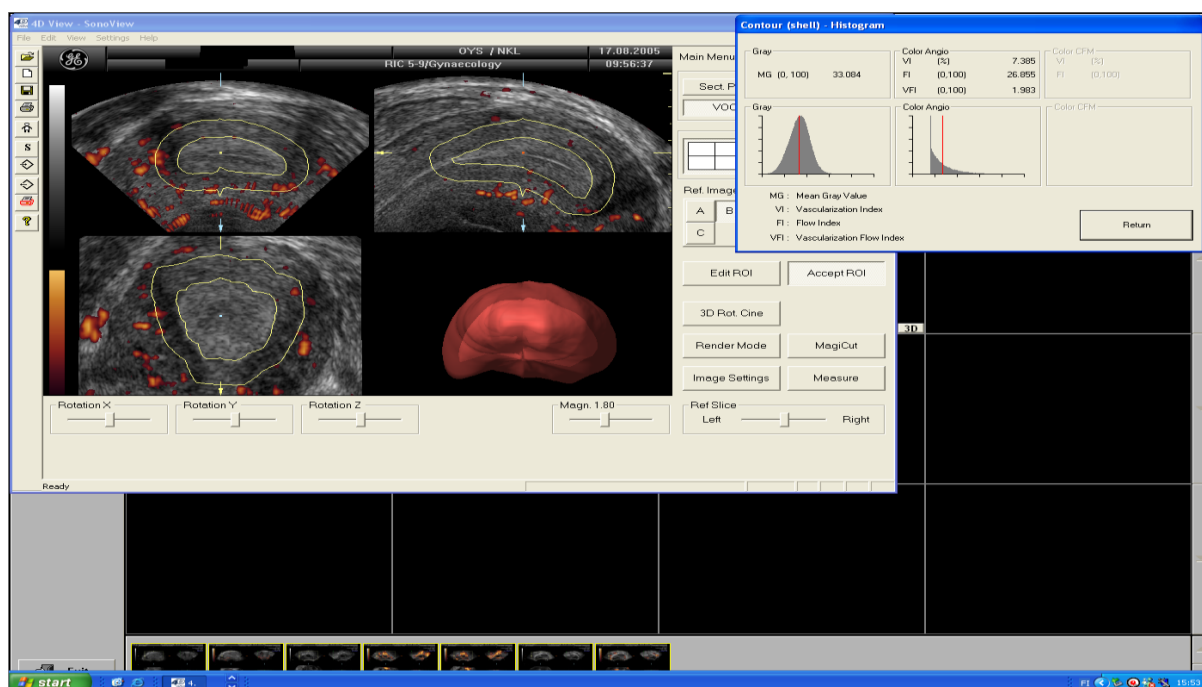 4D View - SonoView
File Edit View Settings Help
OYS / NKL 17.08.2005
RIC 5-9/Gynaecology 09:56:37
Main Menu
Sect. P
VOC
Ref. Image
A B
C
Edit ROI Accept ROI
3D Rot. Cine
Render Mode MagiCut
Image Settings Measure
Rotation X Rotation Y Rotation Z Magn. 1.80 Ref Slice
Left Right
Ready
Contour (shell) - Histogram
Gray
MG (0, 100) 33.084
Color Angio
VI (%) 7.385
FI (0,100) 26.855
VFI (0,100) 1.983
Color CFM
VI (%)
FI (0,100)
Gray Color Angio Color CFM
MG : Mean Gray Value
VI : Vascularization Index
FI : Flow Index
VFI : Vascularization Flow Index
Return
3D
Exit
start 4. FI 15:53